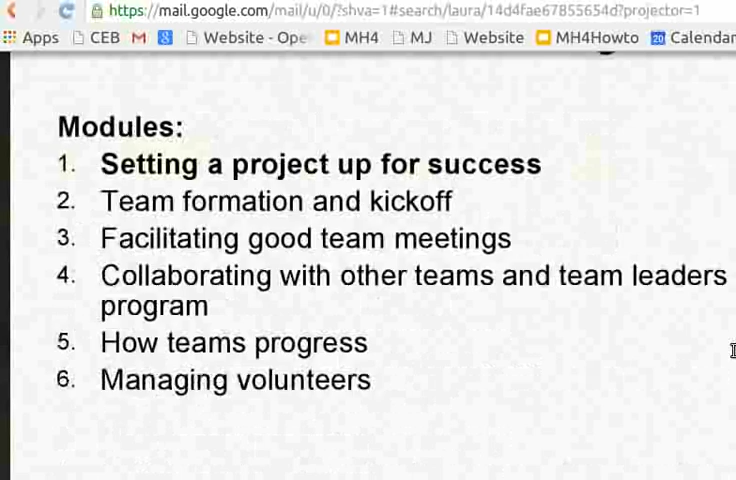 https://mail.google.com/mail/u/0/?shva=1#search/laura/14d4fae67855654d?projector=1
Apps CEB Website - Ope MH4 MJ Website MH4Howto 20 Calendar
Modules:
1. Setting a project up for success
2. Team formation and kickoff
3. Facilitating good team meetings
4. Collaborating with other teams and team leaders
program
5. How teams progress
6. Managing volunteers